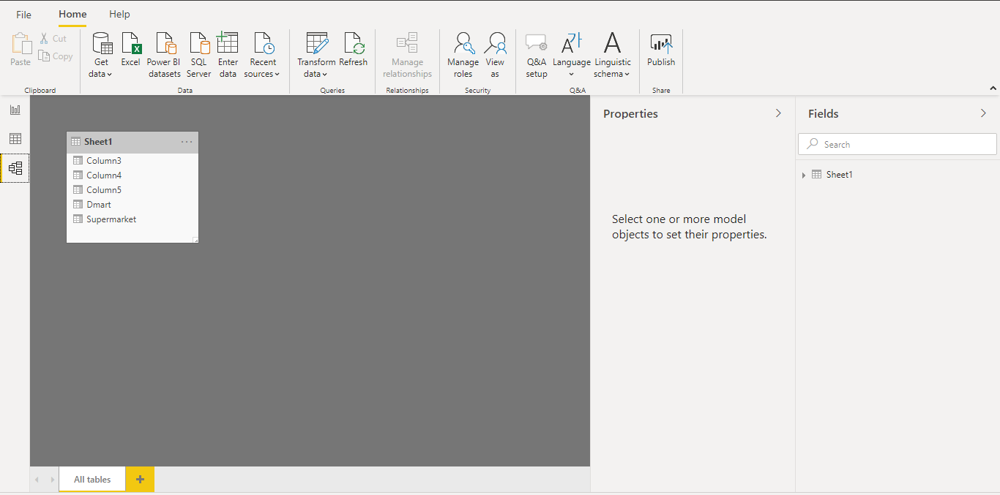 File Home Help
Paste Cut Copy
Clipboard
Get data Excel Power BI datasets SQL Server Enter data Recent sources
Data
Transform data Refresh
Queries
Manage relationships
Relationships
Manage roles View as
Security
Q&A setup Language Linguistic schema
Q&A
Publish
Share
Sheet1
Column3
Column4
Column5
Dmart
Supermarket
All tables
Properties
Select one or more model
objects to set their properties.
Fields
Search
Sheet1